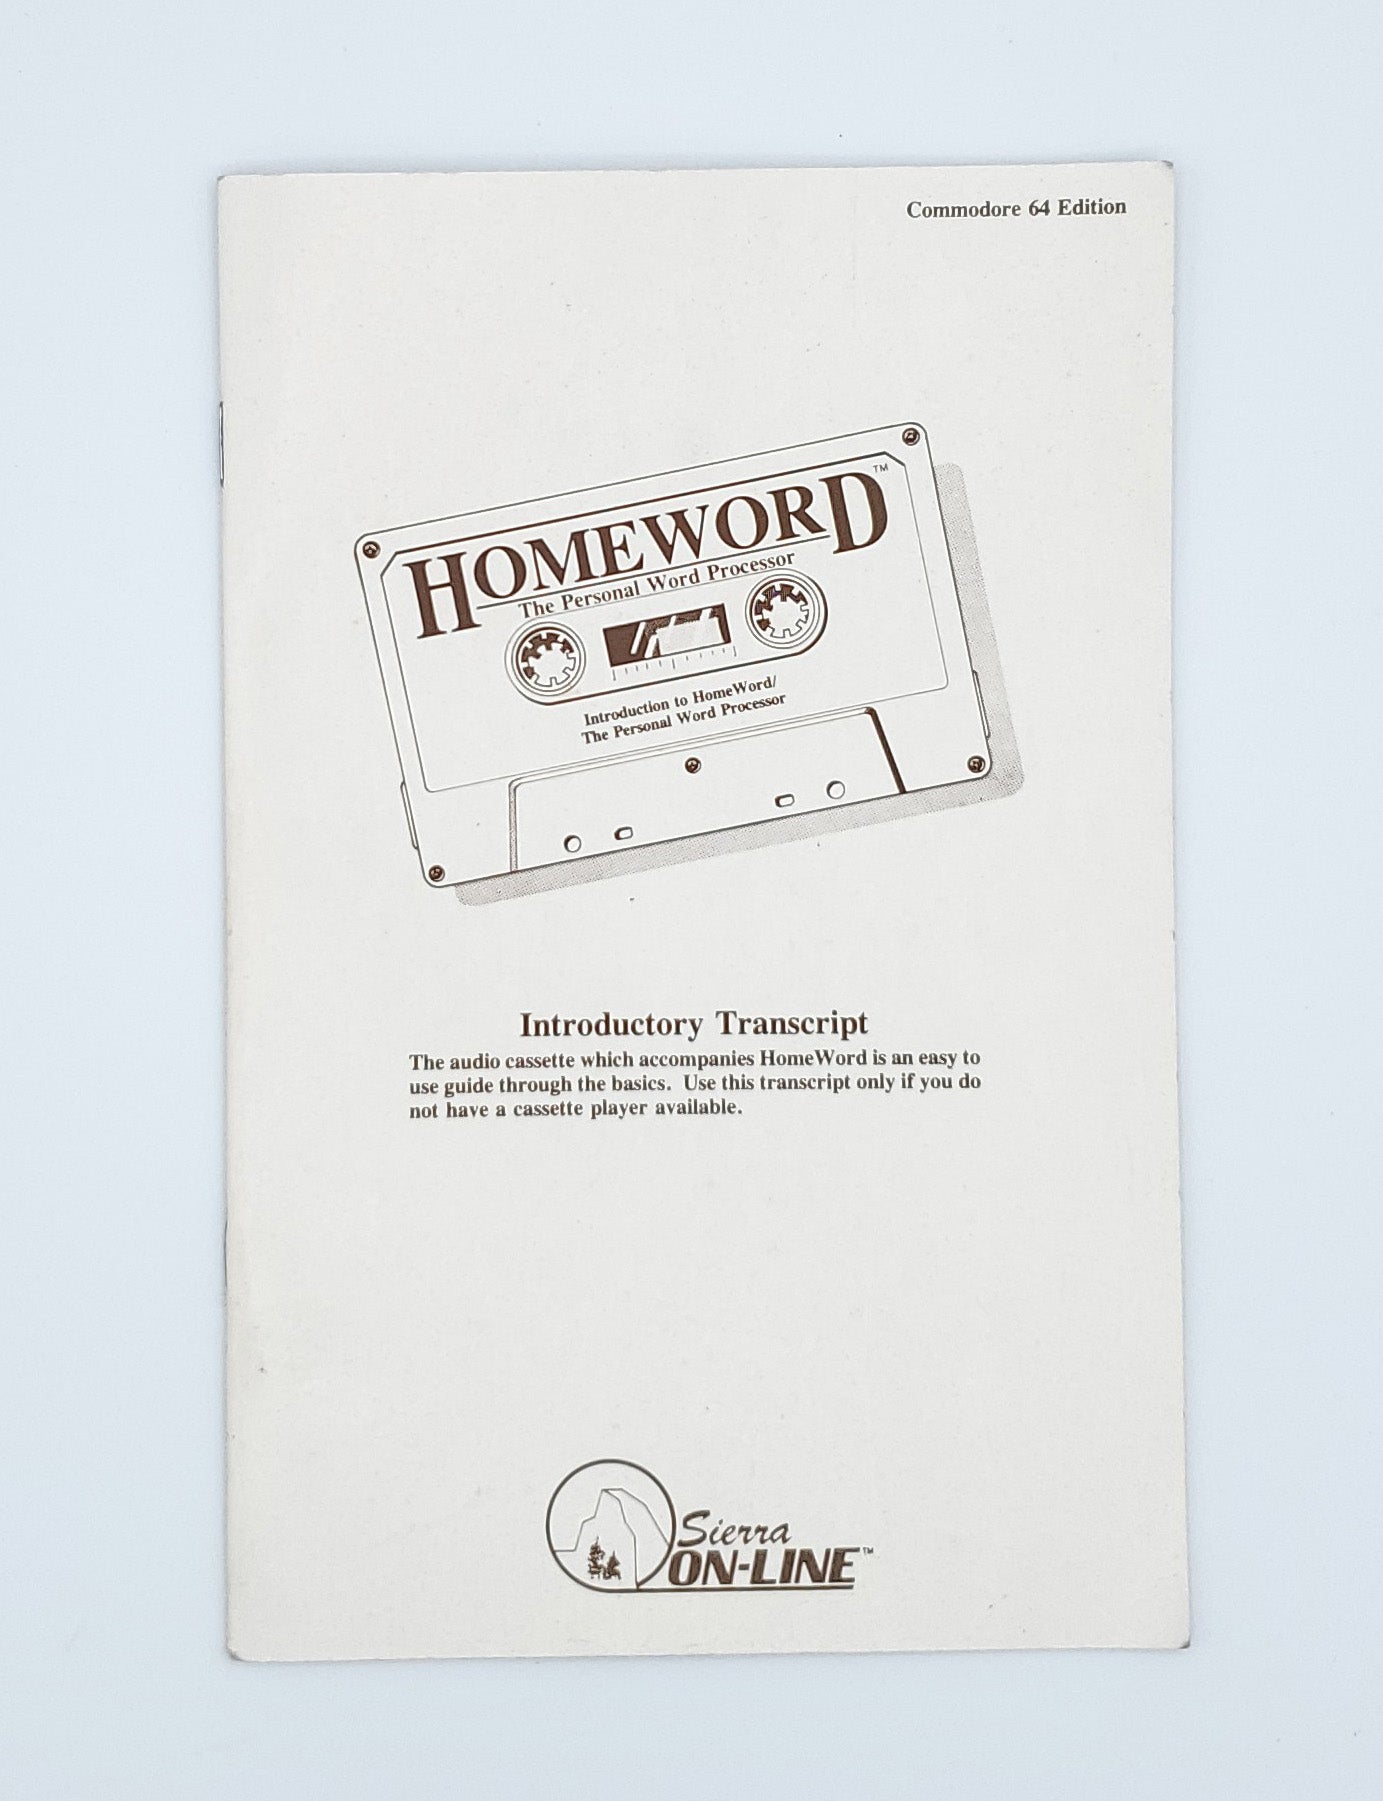 Commodore 64 Edition
HOMEWORD™
The Personal Word Processor
Introduction to HomeWord/
The Personal Word Processor
Introductory Transcript
The audio cassette which accompanies HomeWord is an easy to
use guide through the basics. Use this transcript only if you do
not have a cassette player available.
Sierra
ON-LINE™